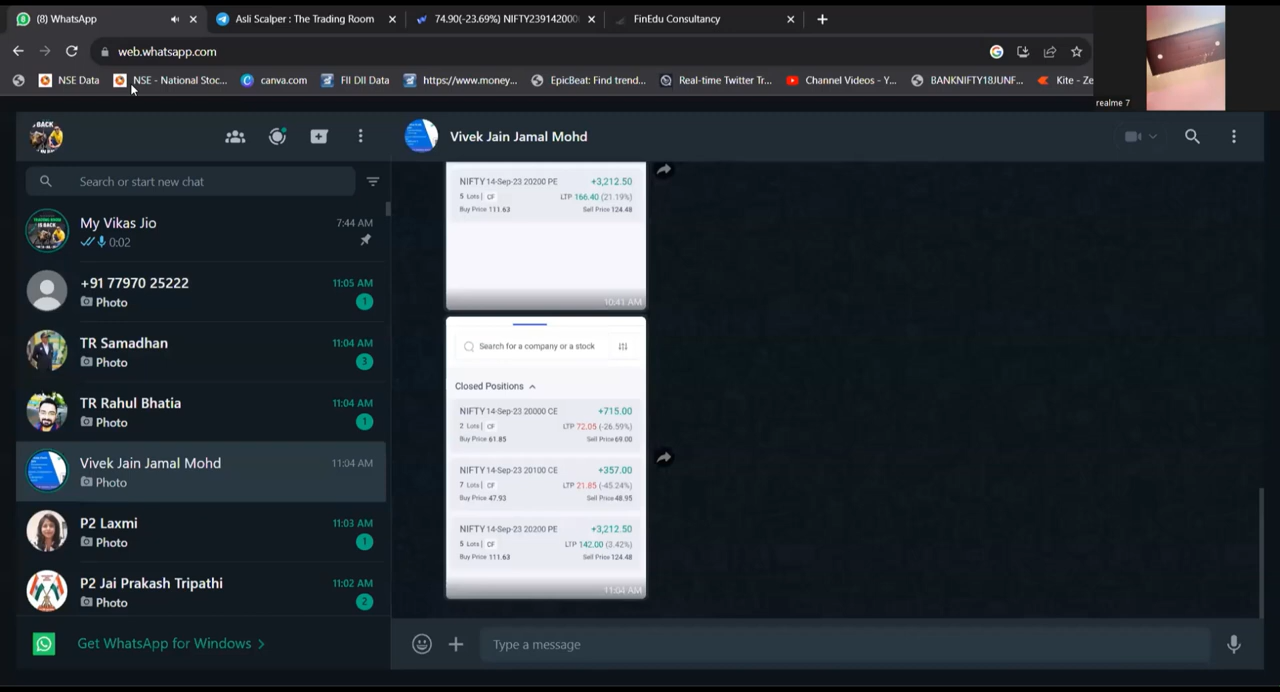 (8) WhatsApp
Asli Scalper : The Trading Room
74.90(-23.69%) NIFTY239142000
FinEdu Consultancy
web.whatsapp.com
NSE Data
NSE - National Stoc...
canva.com
FII DII Data
https://www.money...
EpicBeat: Find trend...
Real-time Twitter Tr...
Channel Videos - Y...
BANKNIFTY18JUNF...
Kite - Ze
realme 7
Search or start new chat
My Vikas Jio
7:44 AM
0:02
+91 77970 25222
11:05 AM
Photo
1
TR Samadhan
11:04 AM
Photo
3
TR Rahul Bhatia
11:04 AM
Photo
1
Vivek Jain Jamal Mohd
11:04 AM
Photo
P2 Laxmi
11:03 AM
Photo
1
P2 Jai Prakash Tripathi
11:02 AM
Photo
2
Get WhatsApp for Windows
Vivek Jain Jamal Mohd
NIFTY 14-Sep-23 20200 PE +3,212.50
5 Lots | CF LTP 166.40 (21.19%)
Buy Price 111.63 Sell Price 124.48
10:41 AM
Search for a company or a stock
Closed Positions
NIFTY 14-Sep-23 20000 CE +715.00
2 Lots | CF LTP 72.05 (-26.59%)
Buy Price 61.85 Sell Price 69.00
NIFTY 14-Sep-23 20100 CE +357.00
7 Lots | CF LTP 21.85 (-45.24%)
Buy Price 47.93 Sell Price 48.95
NIFTY 14-Sep-23 20200 PE +3,212.50
5 Lots | CF LTP 142.00 (3.42%)
Buy Price 111.63 Sell Price 124.48
11:04 AM
Type a message